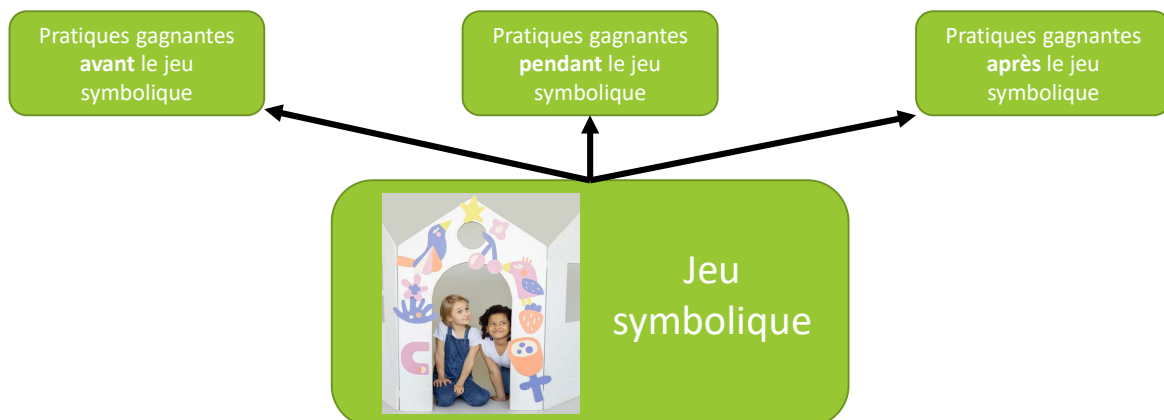 Pratiques gagnantes
avant le jeu
symbolique
Pratiques gagnantes
pendant le jeu
symbolique
Pratiques gagnantes
après le jeu
symbolique
Jeu
symbolique